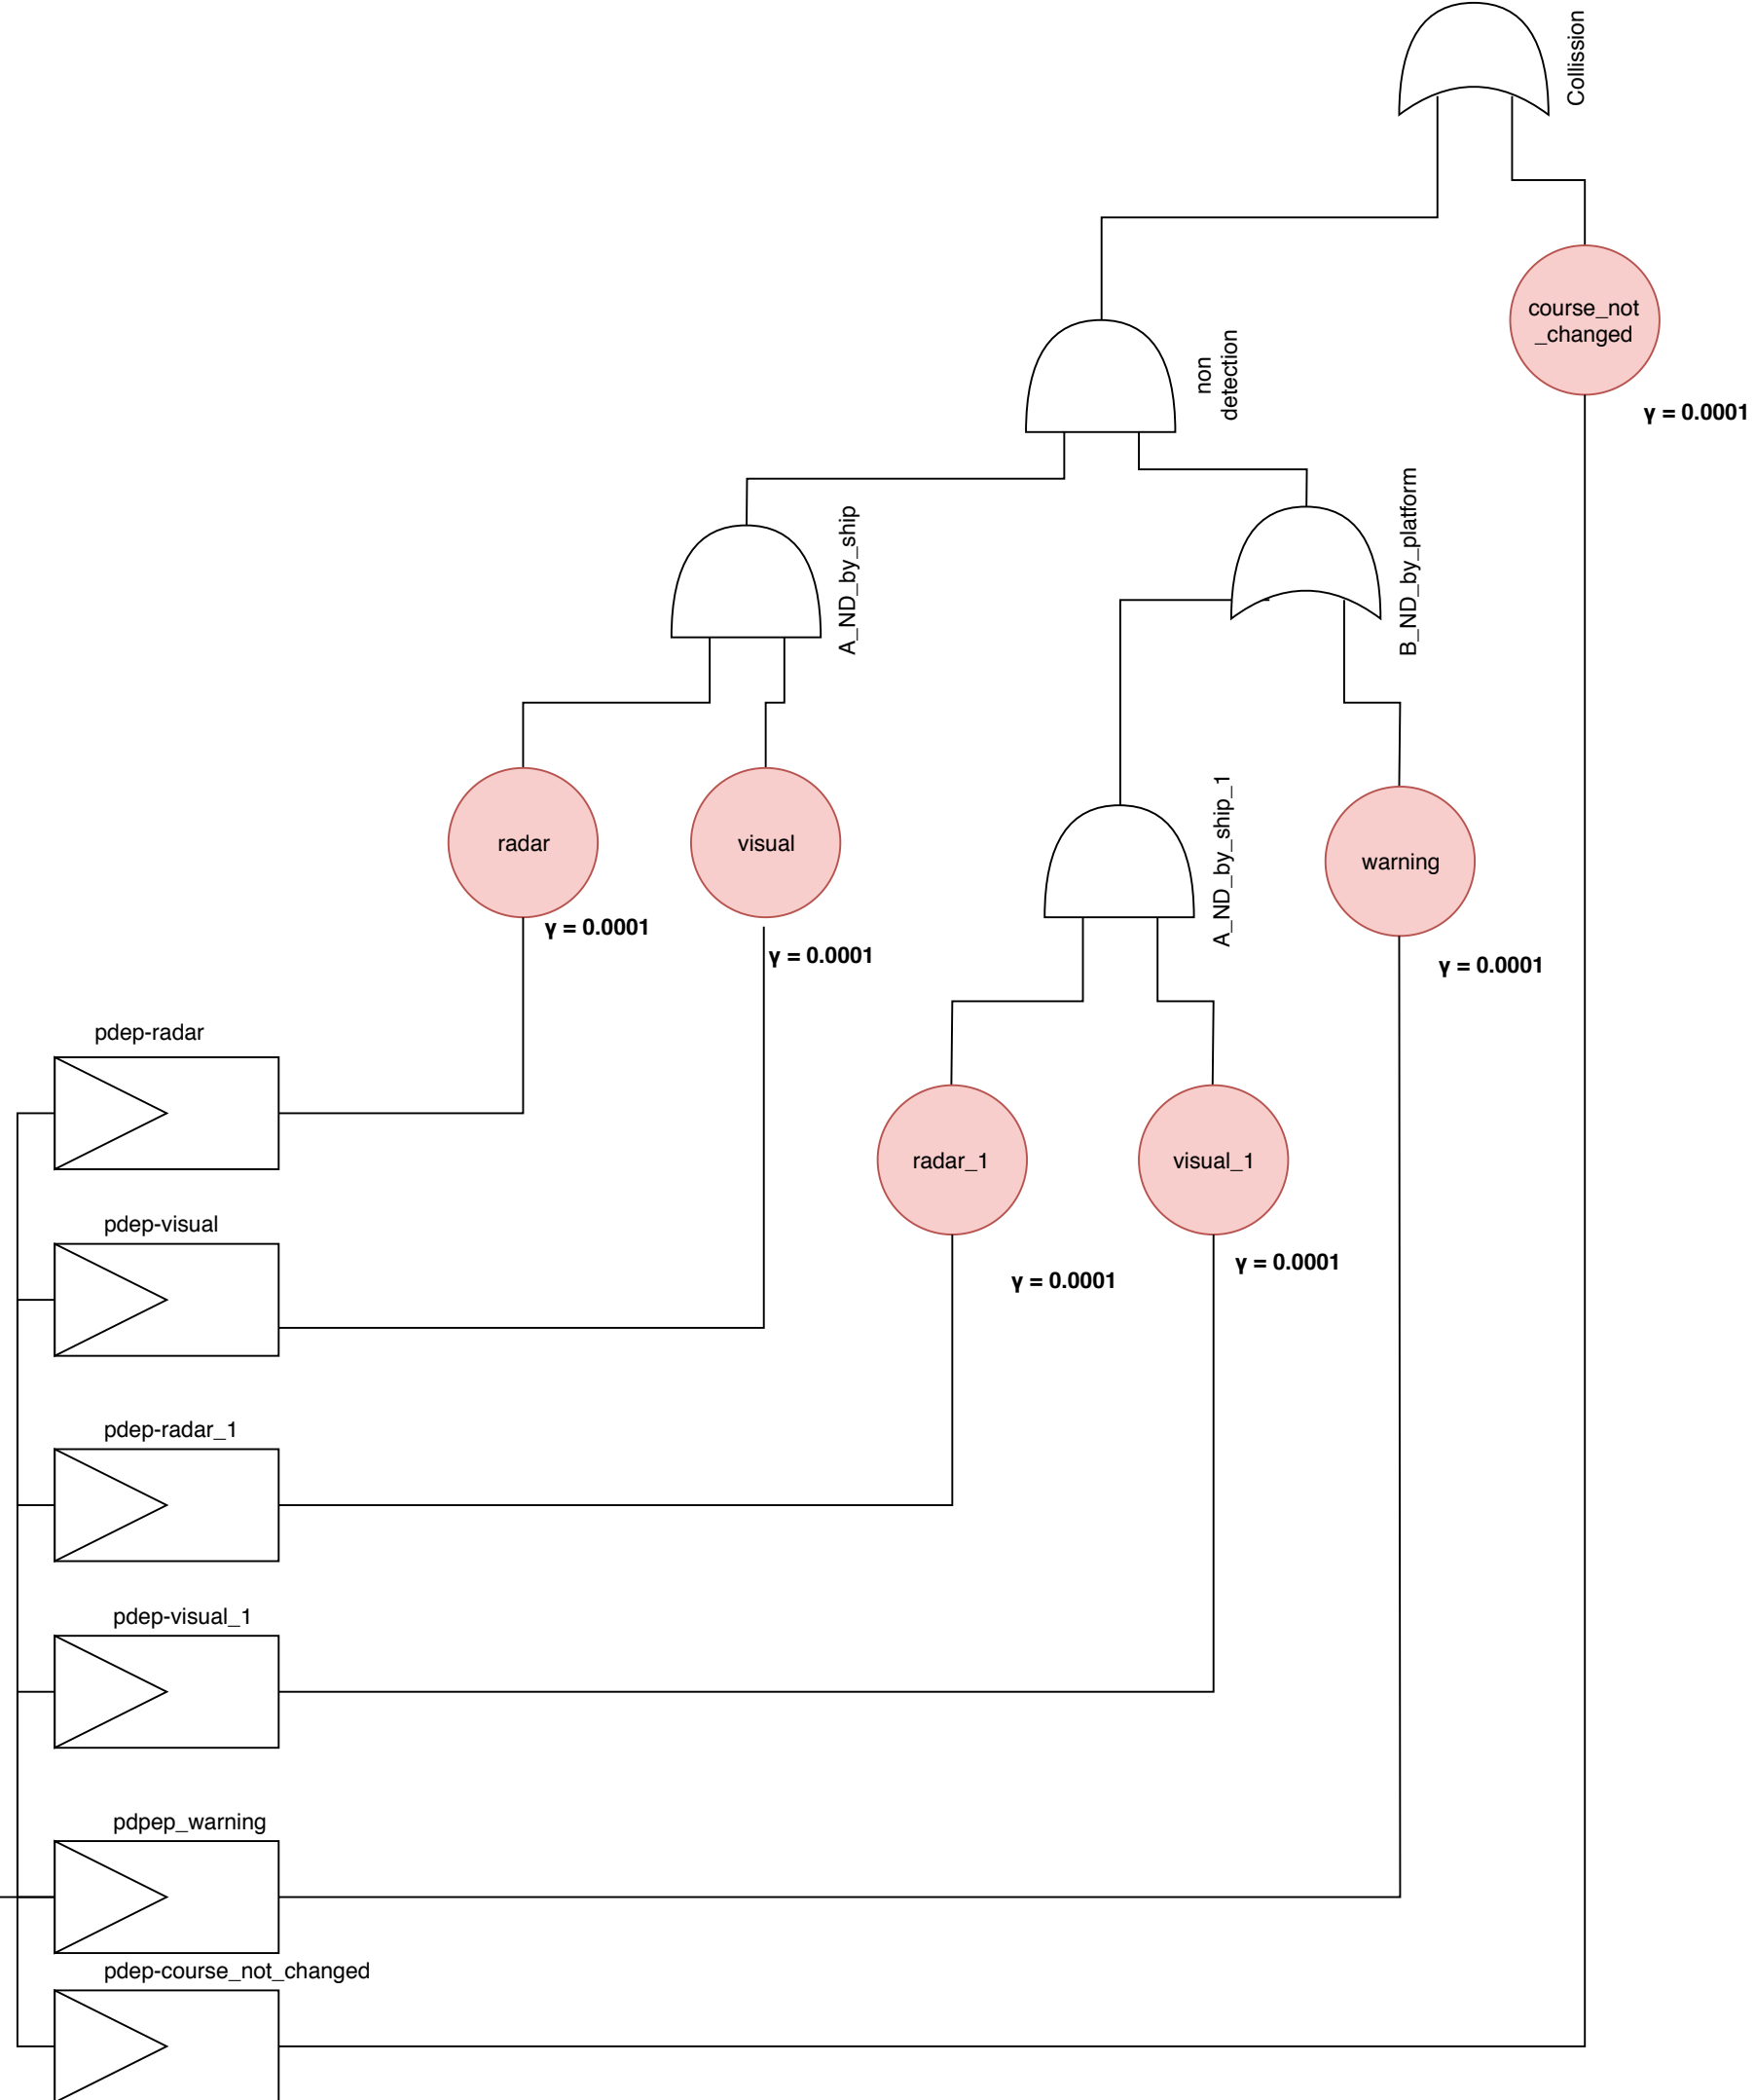 Collission
course_not
_changed
γ = 0.0001
non
detection
A_ND_by_ship
B_ND_by_platform
radar
γ = 0.0001
visual
γ = 0.0001
A_ND_by_ship_1
warning
γ = 0.0001
pdep-radar
radar_1
γ = 0.0001
visual_1
γ = 0.0001
pdep-visual
pdep-radar_1
pdep-visual_1
pdpep_warning
pdep-course_not_changed